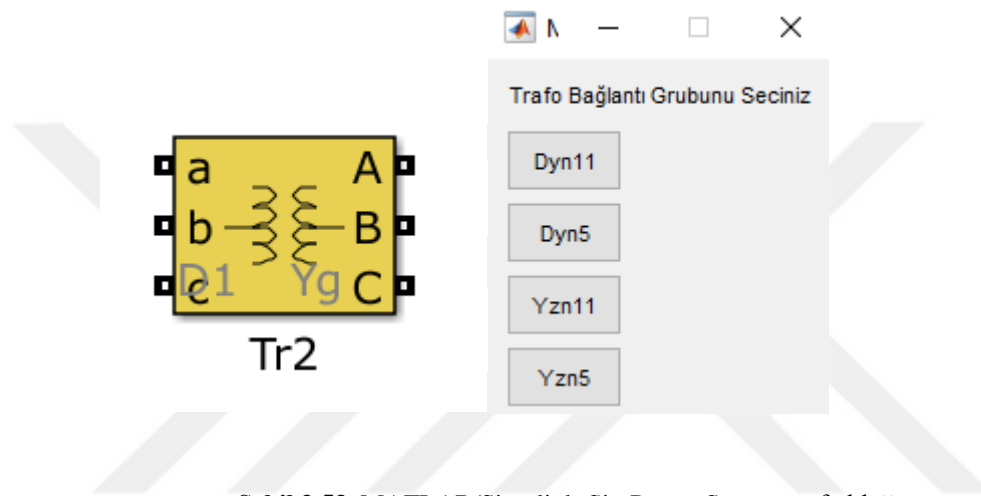 Trafo Bağlantı Grubunu Seciniz
a A
b B
c C
D1 Yg
Tr2
Dyn11
Dyn5
Yzn11
Yzn5